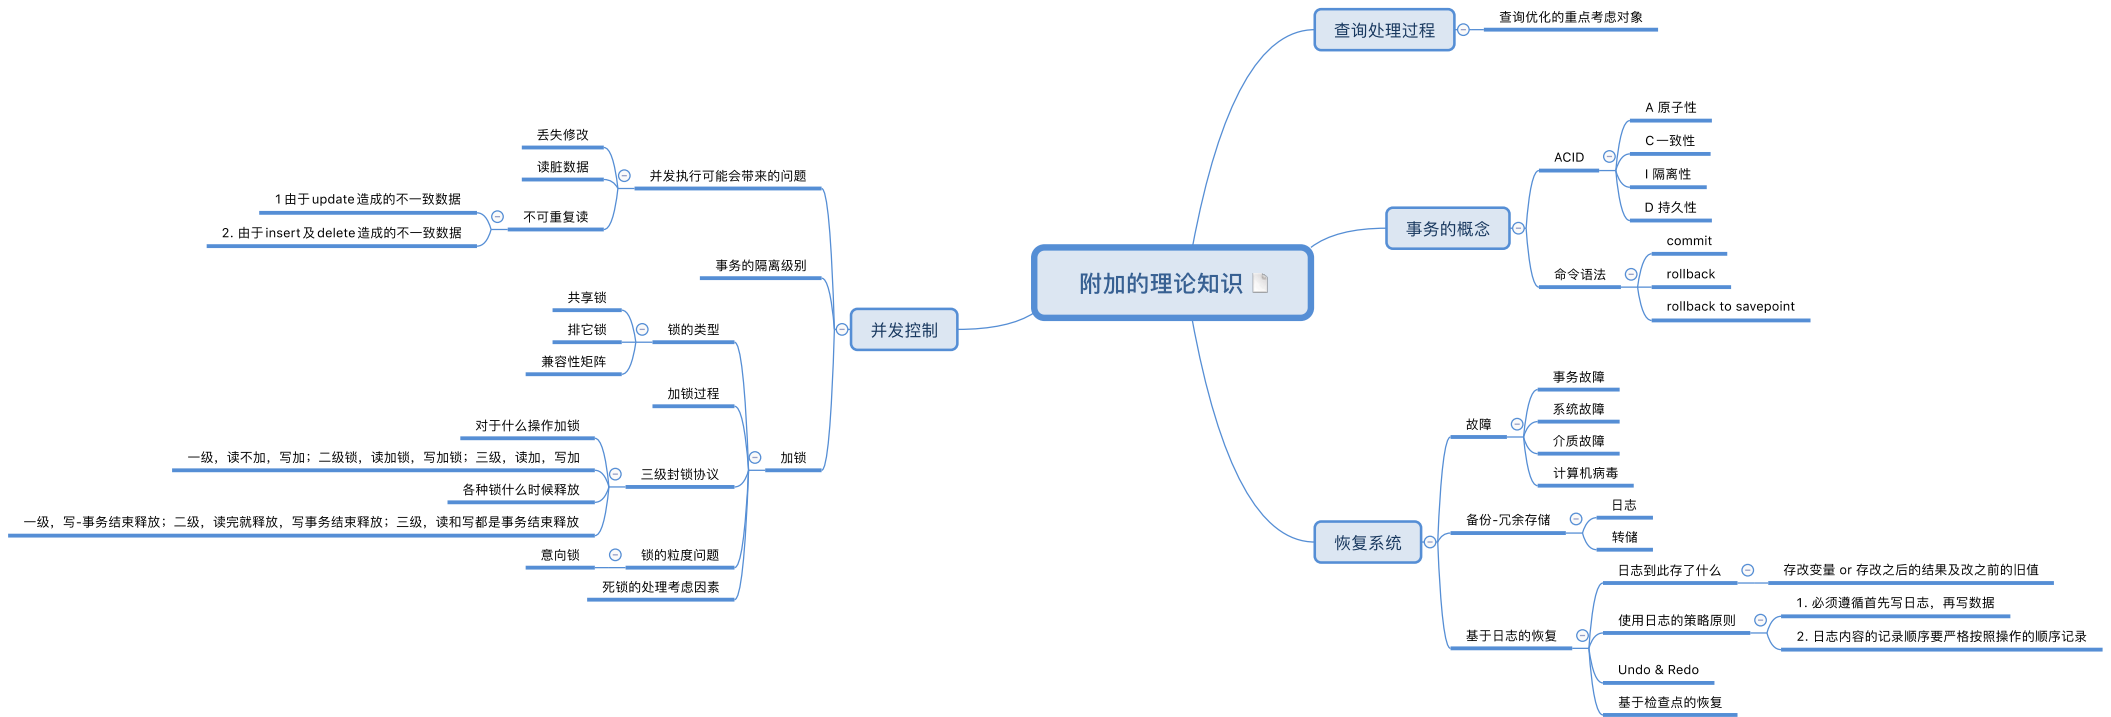 附加的理论知识
查询处理过程
查询优化的重点考虑对象
事务的概念
ACID
A 原子性
C 一致性
I 隔离性
D 持久性
命令语法
commit
rollback
rollback to savepoint
恢复系统
故障
事务故障
系统故障
介质故障
计算机病毒
备份-冗余存储
日志
转储
基于日志的恢复
日志到此存了什么
存改变量 or 存改之后的结果及改之前的旧值
使用日志的策略原则
1. 必须遵循首先写日志，再写数据
2. 日志内容的记录顺序要严格按照操作的顺序记录
Undo & Redo
基于检查点的恢复
并发控制
并发执行可能会带来的问题
丢失修改
读脏数据
不可重复读
1 由于 update 造成的不一致数据
2. 由于 insert 及 delete 造成的不一致数据
事务的隔离级别
加锁
锁的类型
共享锁
排它锁
兼容性矩阵
加锁过程
三级封锁协议
对于什么操作加锁
一级，读不加，写加；二级锁，读加锁，写加锁；三级，读加，写加
各种锁什么时候释放
一级，写-事务结束释放；二级，读完就释放，写事务结束释放；三级，读和写都是事务结束释放
锁的粒度问题
意向锁
死锁的处理考虑因素